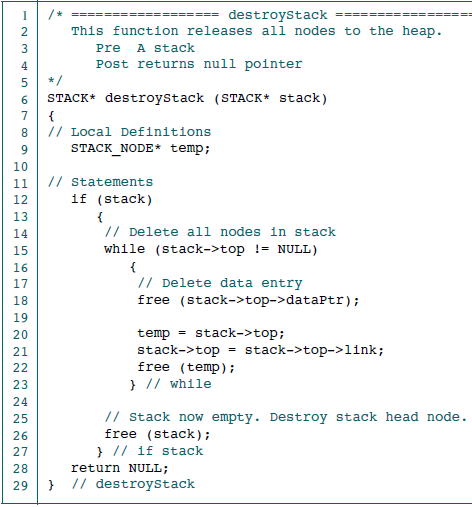 1 /* ================== destroyStack =================
2 This function releases all nodes to the heap.
3 Pre A stack
4 Post returns null pointer
5 */
6 STACK* destroyStack (STACK* stack)
7 {
8 // Local Definitions
9 STACK_NODE* temp;
10
11 // Statements
12 if (stack)
13 {
14 // Delete all nodes in stack
15 while (stack->top != NULL)
16 {
17 // Delete data entry
18 free (stack->top->dataPtr);
19
20 temp = stack->top;
21 stack->top = stack->top->link;
22 free (temp);
23 } // while
24
25 // Stack now empty. Destroy stack head node.
26 free (stack);
27 } // if stack
28 return NULL;
29 } // destroyStack